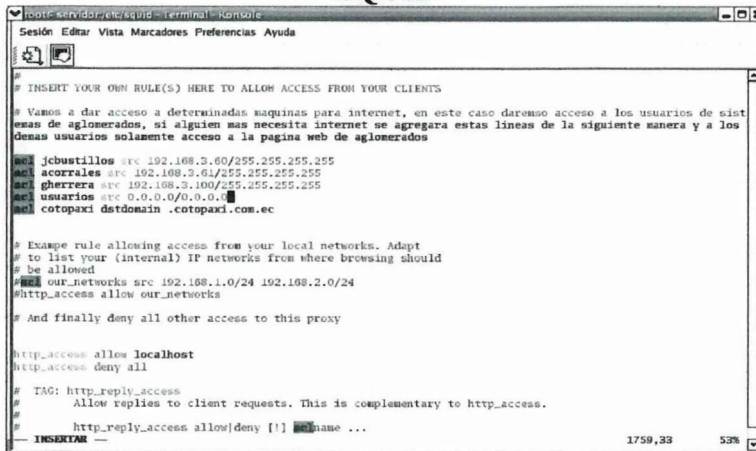 root@servidor:/etc/squid - Terminal - Konsole
Sesión Editar Vista Marcadores Preferencias Ayuda
#
# INSERT YOUR OWN RULE(S) HERE TO ALLOW ACCESS FROM YOUR CLIENTS
# Vamos a dar acceso a determinadas maquinas para internet, en este caso daremso acceso a los usuarios de sist
emas de aglomerados, si alguien mas necesita internet se agregara estas lineas de la siguiente manera y a los
demas usuarios solamente acceso a la pagina web de aglomerados
acl jcbustillos src 192.168.3.60/255.255.255.255
acl acorrales src 192.168.3.61/255.255.255.255
acl gherrera src 192.168.3.100/255.255.255.255
acl usuarios src 0.0.0.0/0.0.0.0
acl cotopaxi dstdomain .cotopaxi.com.ec
# Exampe rule allowing access from your local networks. Adapt
# to list your (internal) IP networks from where browsing should
# be allowed
#acl our_networks src 192.168.1.0/24 192.168.2.0/24
#http_access allow our_networks
# And finally deny all other access to this proxy
http_access allow localhost
http_access deny all
#  TAG: http_reply_access
#       Allow replies to client requests. This is complementary to http_access.
#
#       http_reply_access allow|deny [!] aclname ...
-- INSERTAR -- 1759,33 53%